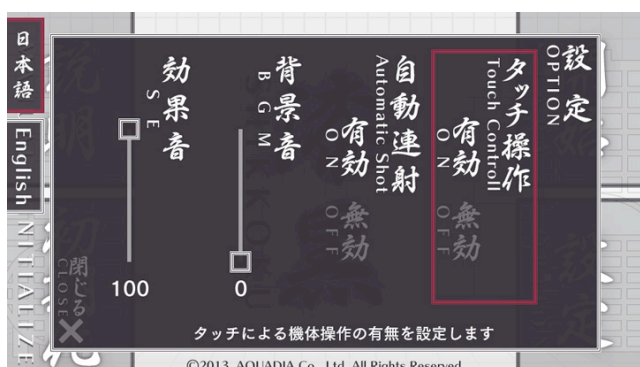 設定
OPTION
タッチ操作
Touch Controll
有効
ON
無効
OFF
自動連射
Automatic Shot
有効
ON
無効
OFF
背景音
BGM
0
効果音
SE
100
閉じる
CLOSE
タッチによる機体操作の有無を設定します
日本語
English
INITIALIZE
©2013 AQUADIA Co., Ltd. All Rights Reserved